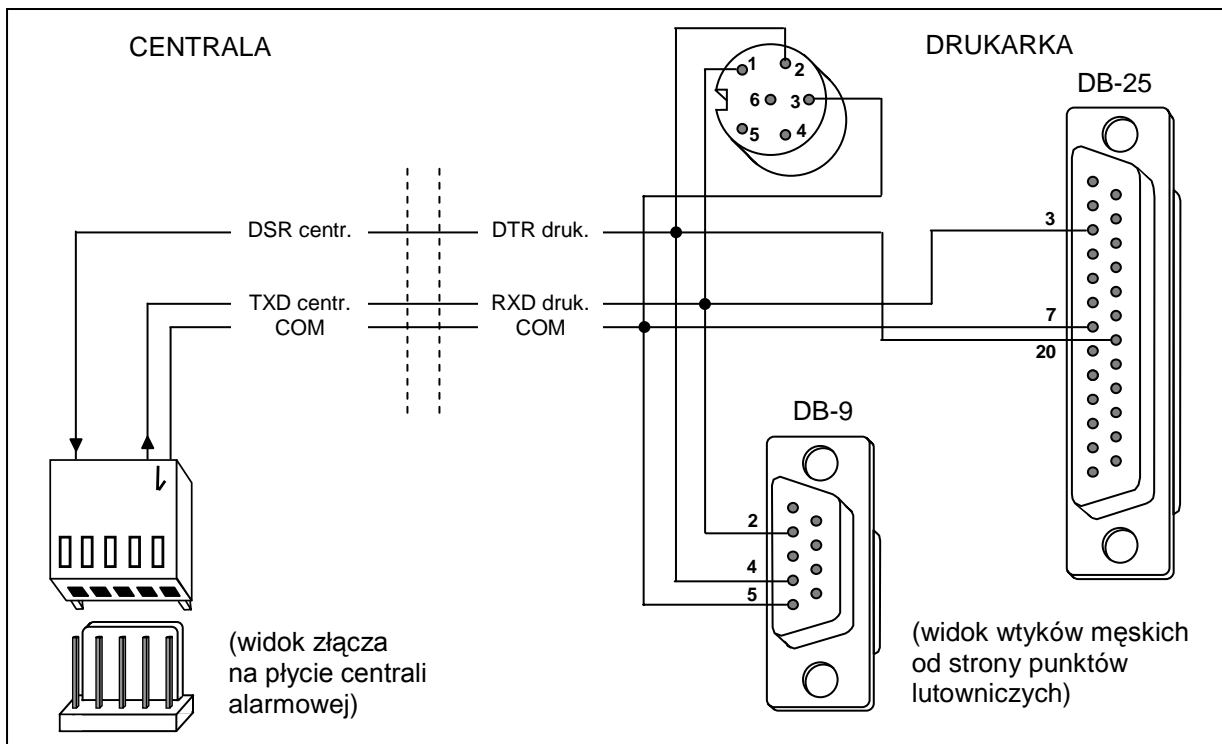 CENTRALA
DRUKARKA
DB-25
1
2
6
3
5
4
DSR centr.
DTR druk.
3
TXD centr.
RXD druk.
COM
COM
7
20
DB-9
2
4
5
(widok złącza
na płycie centrali
alarmowej)
(widok wtyków męskich
od strony punktów
lutowniczych)